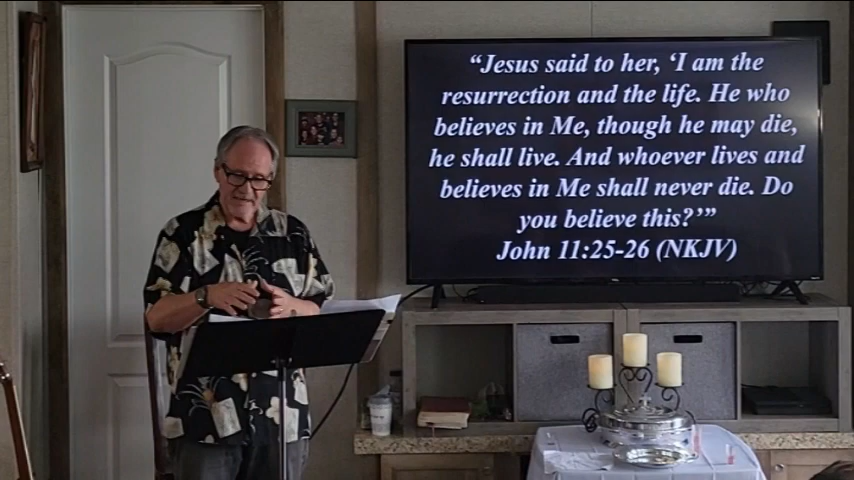 “Jesus said to her, ‘I am the
resurrection and the life. He who
believes in Me, though he may die,
he shall live. And whoever lives and
believes in Me shall never die. Do
you believe this?’”
John 11:25-26 (NKJV)